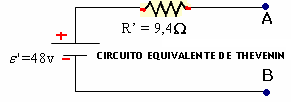 A
R' = 9,4Ω
+
ε'=48v
-
CIRCUITO EQUIVALENTE DE THEVENIN
B